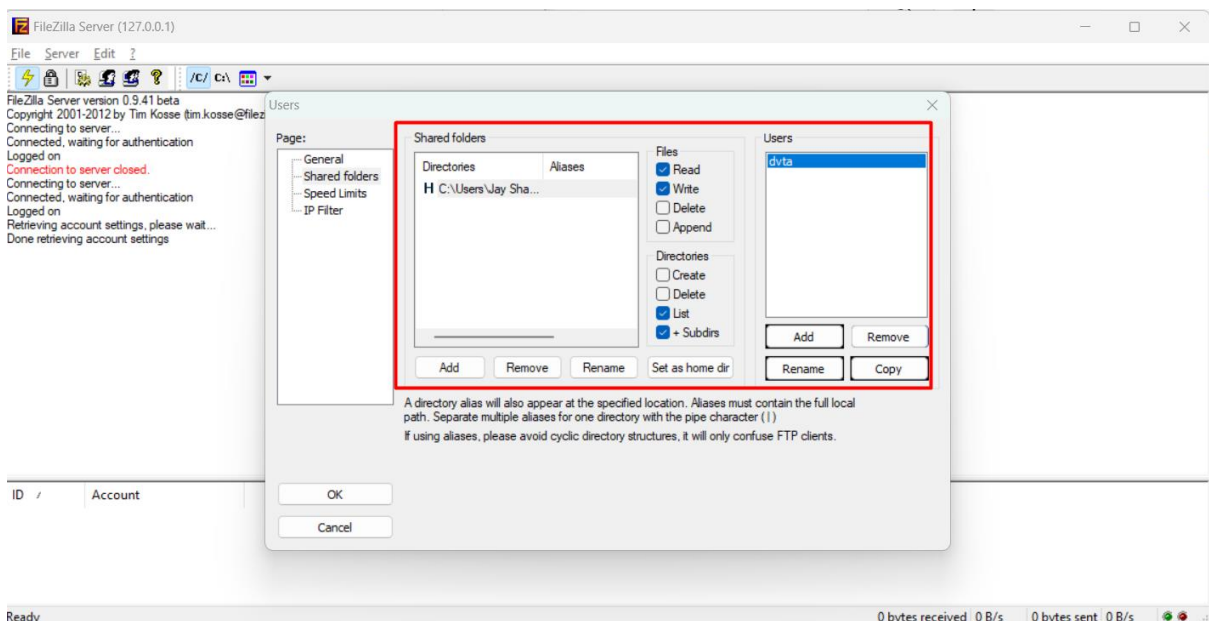 FileZilla Server (127.0.0.1)
File Server Edit ?
/C/ C:\
FileZilla Server version 0.9.41 beta
Copyright 2001-2012 by Tim Kosse (tim.kosse@filez
Connecting to server...
Connected, waiting for authentication
Logged on
Connection to server closed.
Connecting to server...
Connected, waiting for authentication
Logged on
Retrieving account settings, please wait...
Done retrieving account settings
Users
Page:
General
Shared folders
Speed Limits
IP Filter
Shared folders
Directories Aliases
H C:\Users\Jay Sha...
Files
Read
Write
Delete
Append
Directories
Create
Delete
List
+ Subdirs
Add Remove Rename Set as home dir
Users
dvta
Add Remove
Rename Copy
A directory alias will also appear at the specified location. Aliases must contain the full local
path. Separate multiple aliases for one directory with the pipe character (|)
If using aliases, please avoid cyclic directory structures, it will only confuse FTP clients.
OK
Cancel
ID / Account
Ready 0 bytes received 0 B/s 0 bytes sent 0 B/s